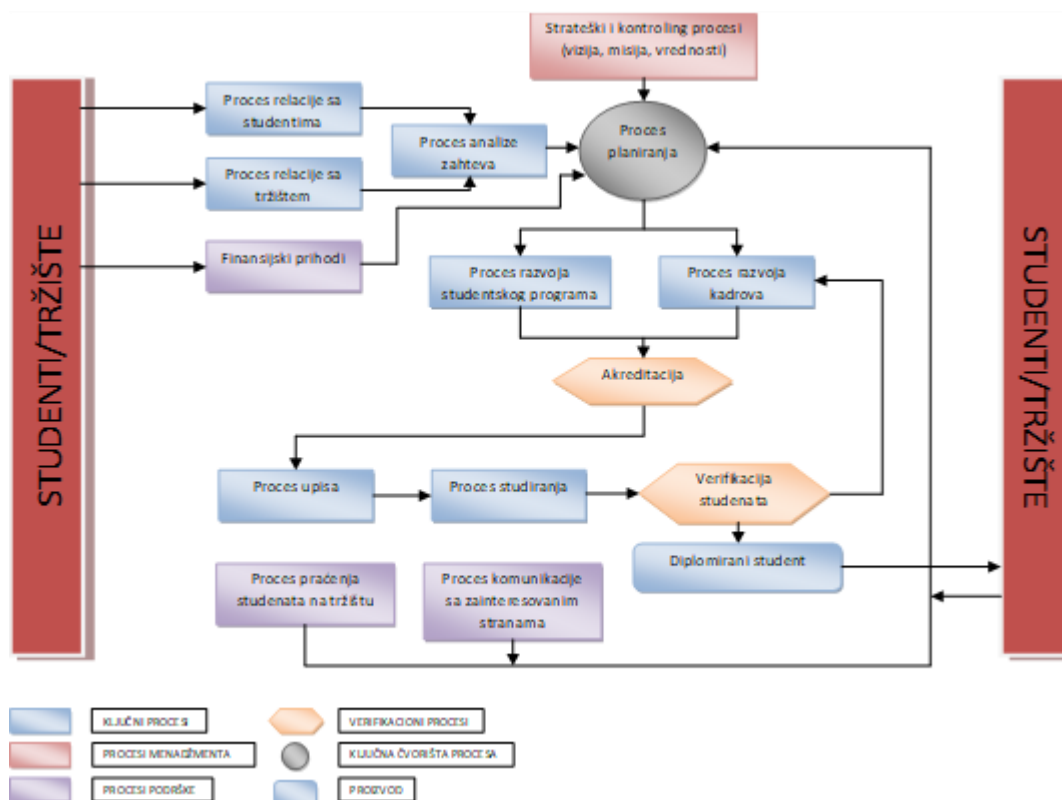 Strateški i kontroling procesi
(vizija, misija, vrednosti)
STUDENTI/TRŽIŠTE
Proces relacije sa
studentima
Proces analize
zahteva
Proces
planiranja
Proces relacije sa
tržištem
Finansijski prihodi
Proces razvoja
studentskog programa
Proces razvoja
kadrova
STUDENTI/TRŽIŠTE
Akreditacija
Proces upisa
Proces studiranja
Verifikacija
studenata
Diplomirani student
Proces praćenja
studenata na tržištu
Proces komunikacije
sa zainteresovanim
stranama
KLJUČNI PROCESI
VERIFIKACIONI PROCESI
PROCESI MENADŽMENTA
KLJUČNA ČVORIŠTA PROCESA
PROCESI PODRŠKE
PROIZVOD